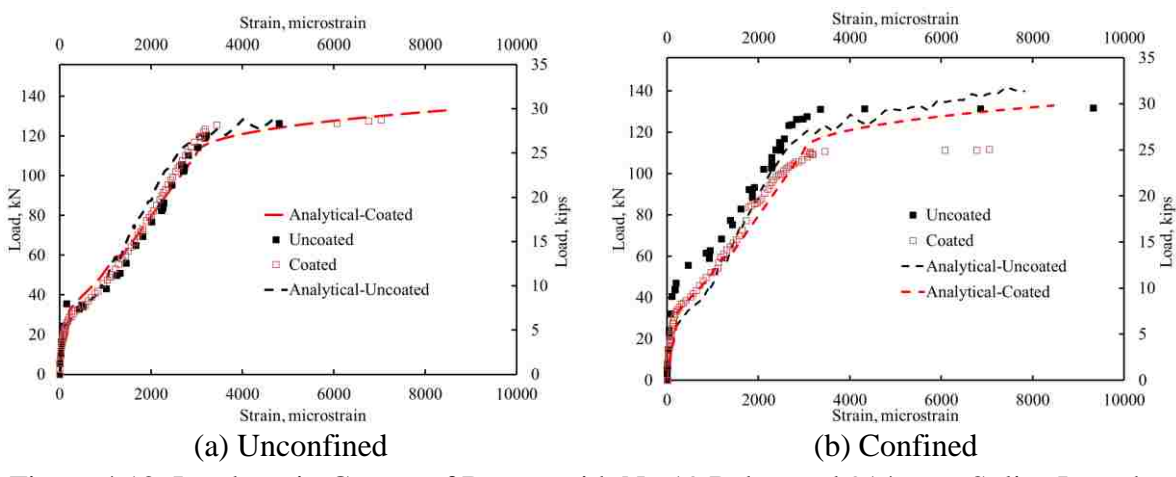 Strain, microstrain
0 2000 4000 6000 8000 10000
Load, kN
140
120
100
80
60
40
20
0
35
30
25
20
15
10
5
0
Load, kips
Analytical-Coated
Uncoated
Coated
Analytical-Uncoated
0 2000 4000 6000 8000 10000
Strain, microstrain
(a) Unconfined
Strain, microstrain
0 2000 4000 6000 8000 10000
Load, kN
140
120
100
80
60
40
20
0
35
30
25
20
15
10
5
0
Load, kips
Uncoated
Coated
Analytical-Uncoated
Analytical-Coated
0 2000 4000 6000 8000 10000
Strain, microstrain
(b) Confined